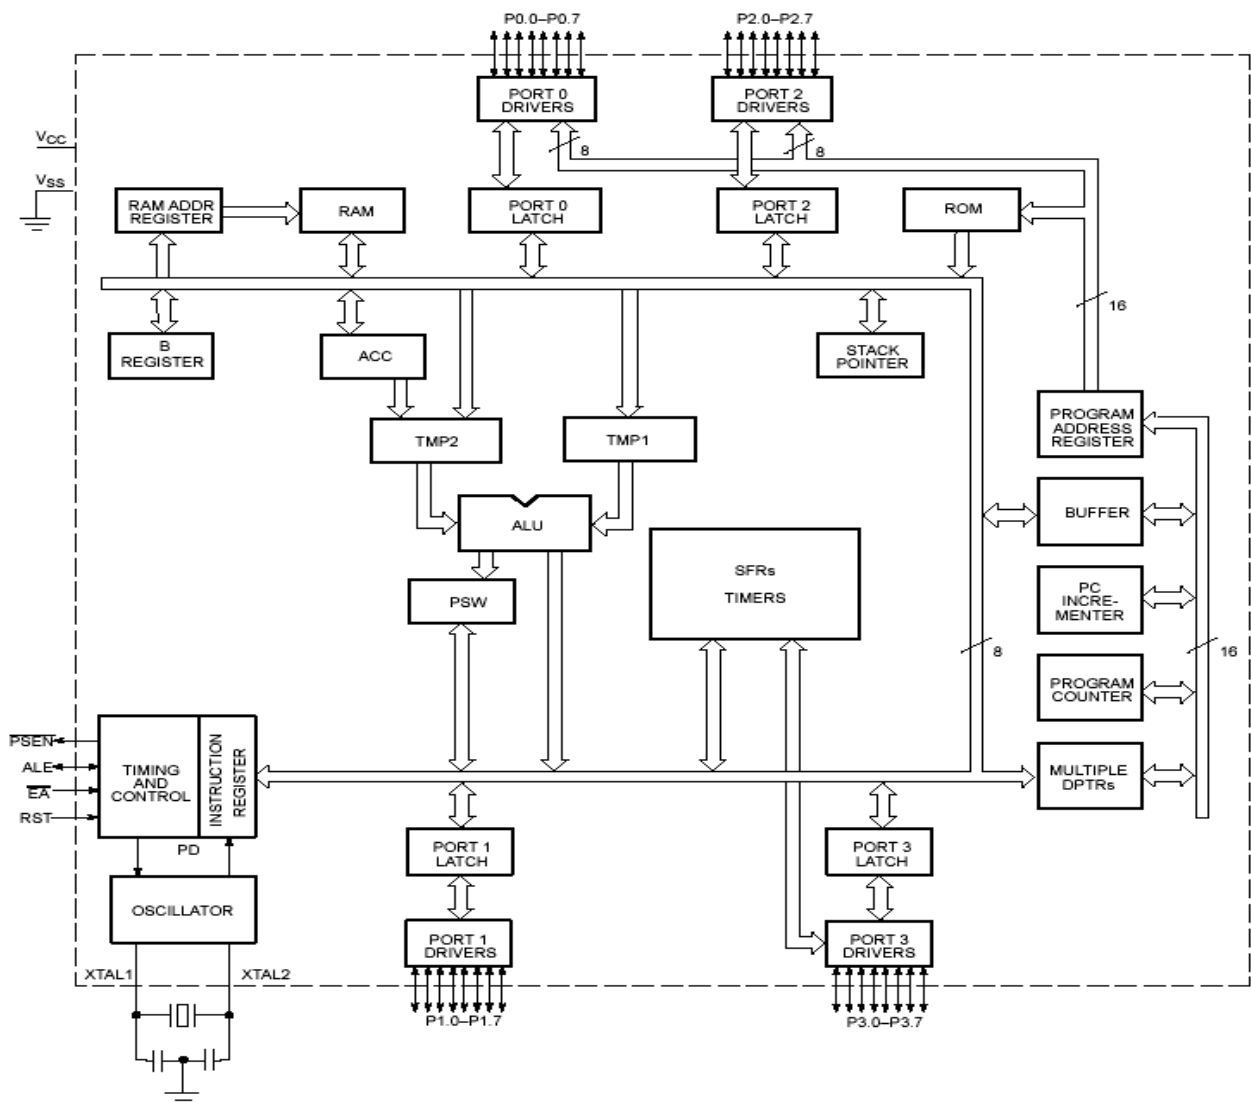 P0.0–P0.7
P2.0–P2.7
PORT 0
DRIVERS
PORT 2
DRIVERS
VCC
8
8
VSS
RAM ADDR
REGISTER
RAM
PORT 0
LATCH
PORT 2
LATCH
ROM
16
B
REGISTER
ACC
STACK
POINTER
PROGRAM
ADDRESS
REGISTER
TMP2
TMP1
BUFFER
ALU
SFRs
TIMERS
PSW
PC
INCRE-
MENTER
8
16
PROGRAM
COUNTER
PSEN
ALE
EA
RST
TIMING
AND
CONTROL
INSTRUCTION
REGISTER
MULTIPLE
DPTRs
PD
PORT 1
LATCH
PORT 3
LATCH
OSCILLATOR
PORT 1
DRIVERS
PORT 3
DRIVERS
XTAL1
XTAL2
P1.0–P1.7
P3.0–P3.7